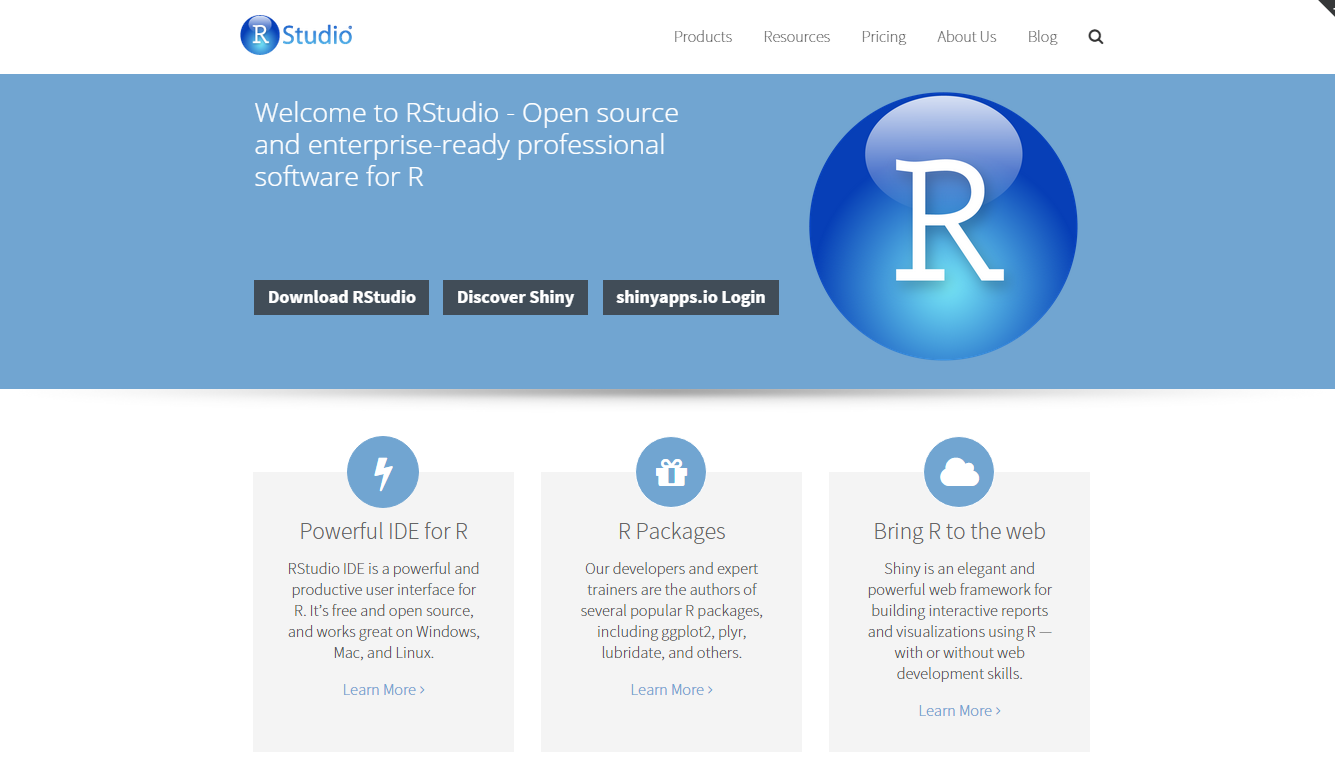 R Studio
Products Resources Pricing About Us Blog
Welcome to RStudio - Open source
and enterprise-ready professional
software for R
R
Download RStudio Discover Shiny shinyapps.io Login
Powerful IDE for R
RStudio IDE is a powerful and
productive user interface for
R. It's free and open source,
and works great on Windows,
Mac, and Linux.
Learn More ›
R Packages
Our developers and expert
trainers are the authors of
several popular R packages,
including ggplot2, plyr,
lubridate, and others.
Learn More ›
Bring R to the web
Shiny is an elegant and
powerful web framework for
building interactive reports
and visualizations using R —
with or without web
development skills.
Learn More ›